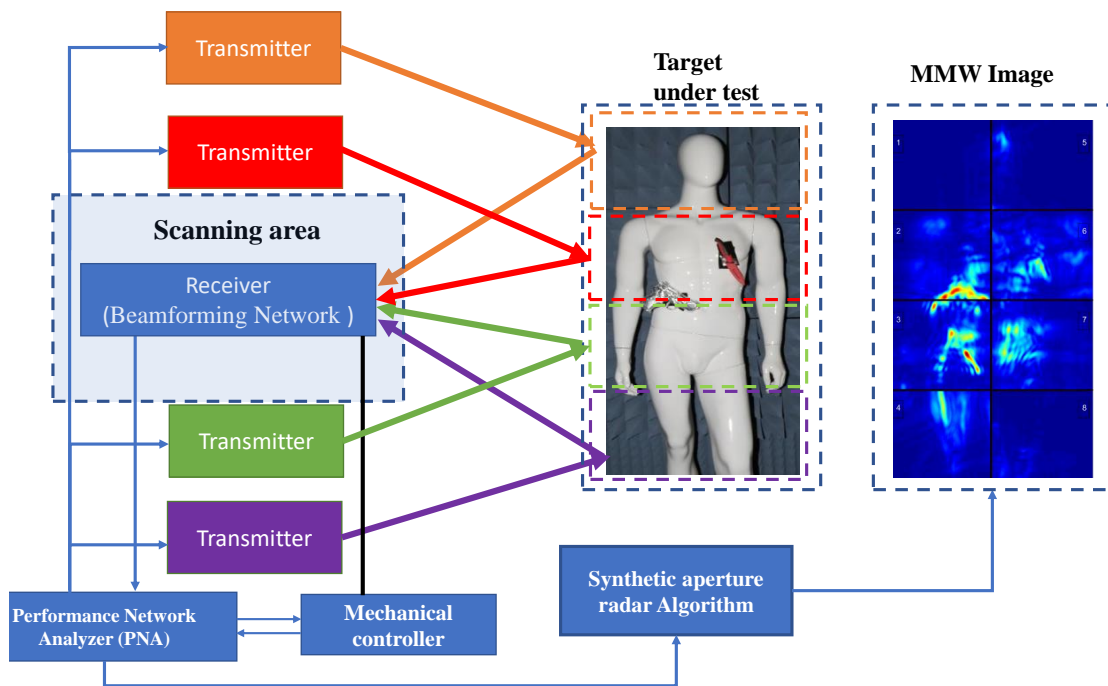 Transmitter
Target
under test
MMW Image
Transmitter
Scanning area
Receiver
(Beamforming Network )
Transmitter
Transmitter
Performance Network
Analyzer (PNA)
Mechanical
controller
Synthetic aperture
radar Algorithm
1
5
2
6
3
7
4
8